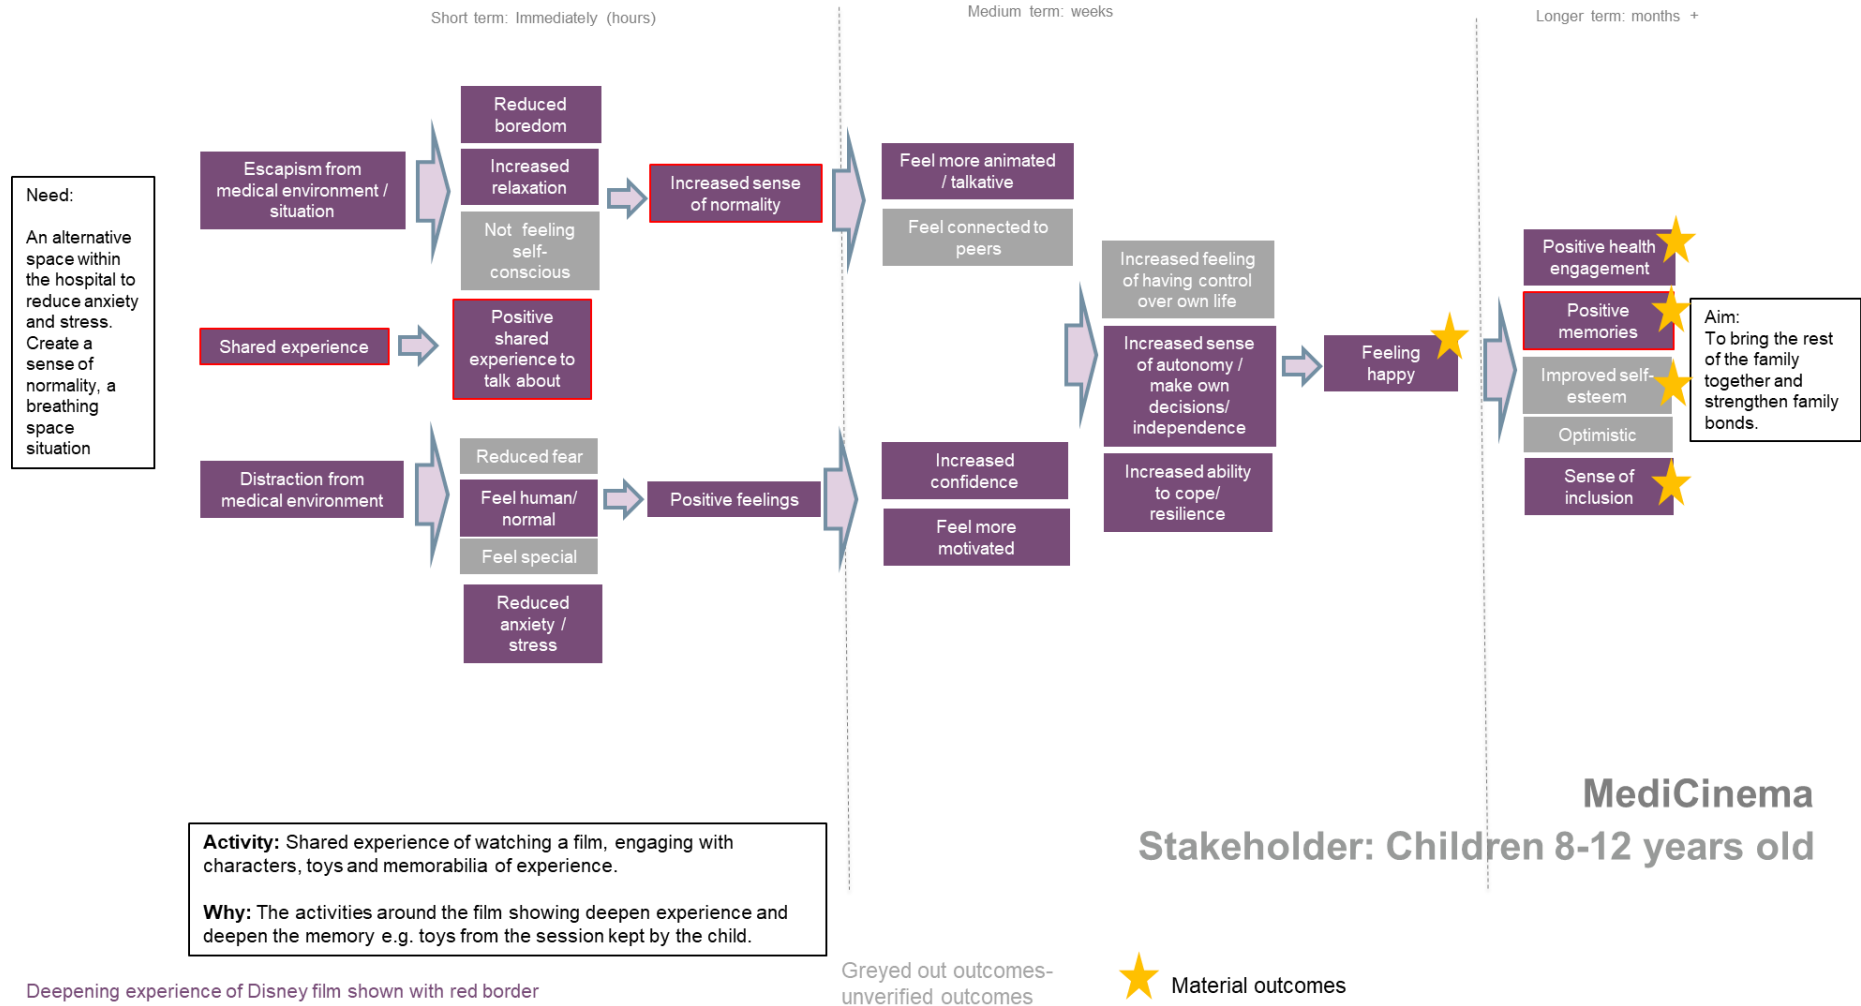 Short term: Immediately (hours)
Medium term: weeks
Longer term: months +
Need:
An alternative
space within
the hospital to
reduce anxiety
and stress.
Create a
sense of
normality, a
breathing
space
situation
Escapism from
medical environment /
situation
Shared experience
Distraction from
medical environment
Reduced
boredom
Increased
relaxation
Not feeling
self-
conscious
Positive
shared
experience to
talk about
Reduced fear
Feel human/
normal
Feel special
Reduced
anxiety /
stress
Increased sense
of normality
Positive feelings
Feel more animated
/ talkative
Feel connected to
peers
Increased
confidence
Feel more
motivated
Increased feeling
of having control
over own life
Increased sense
of autonomy /
make own
decisions/
independence
Increased ability
to cope/
resilience
Feeling
happy
Positive health
engagement
Positive
memories
Improved self-
esteem
Optimistic
Sense of
inclusion
Aim:
To bring the rest
of the family
together and
strengthen family
bonds.
MediCinema
Stakeholder: Children 8-12 years old
Activity: Shared experience of watching a film, engaging with
characters, toys and memorabilia of experience.
Why: The activities around the film showing deepen experience and
deepen the memory e.g. toys from the session kept by the child.
Deepening experience of Disney film shown with red border
Greyed out outcomes-
unverified outcomes
Material outcomes